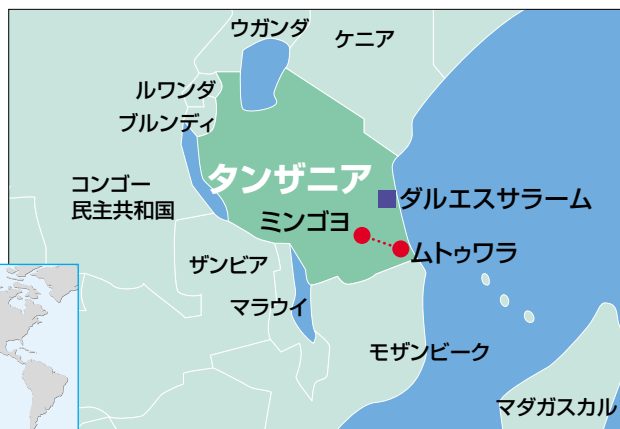 ウガンダ
ケニア
ルワンダ
ブルンディ
タンザニア
コンゴー
民主共和国
ダルエスサラーム
ミンゴヨ
ムトゥワラ
ザンビア
マラウイ
モザンビーク
マダガスカル